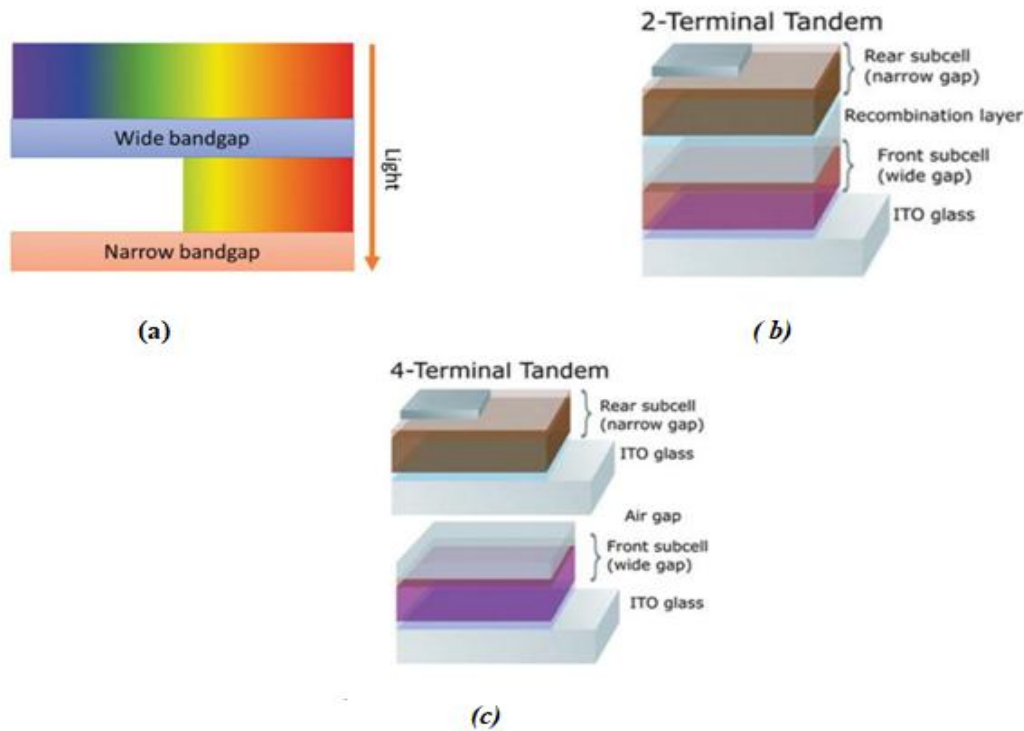 Wide bandgap
Narrow bandgap
Light
(a)
2-Terminal Tandem
Rear subcell
(narrow gap)
Recombination layer
Front subcell
(wide gap)
ITO glass
( b)
4-Terminal Tandem
Rear subcell
(narrow gap)
ITO glass
Air gap
Front subcell
(wide gap)
ITO glass
(c)